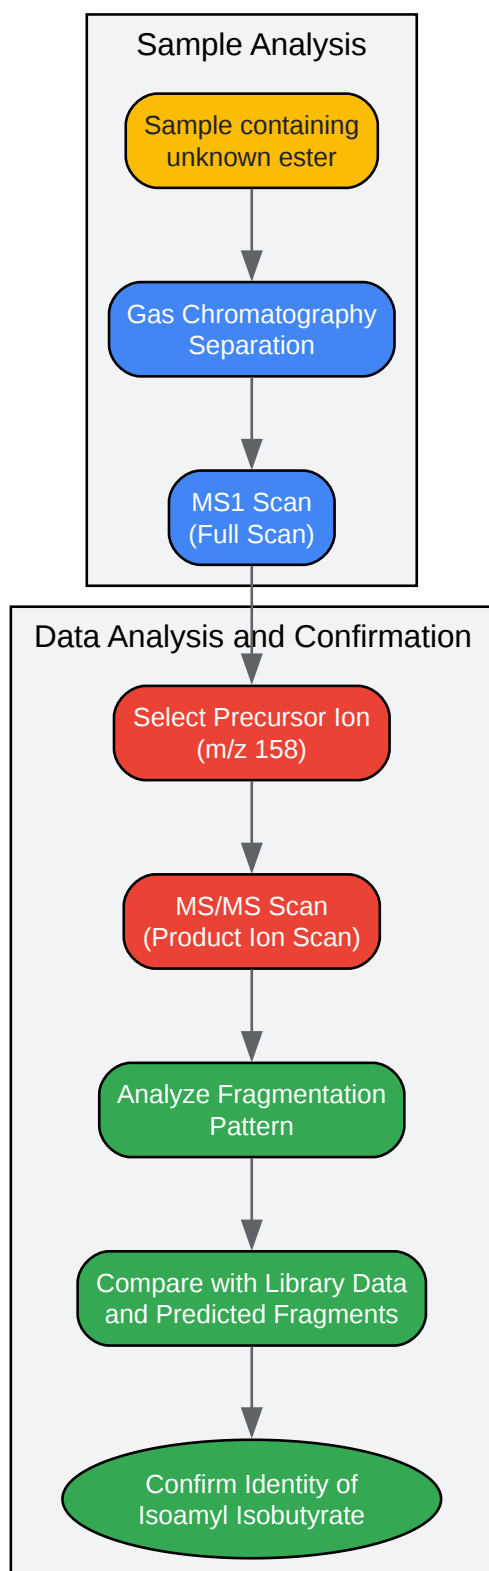 Sample Analysis
Sample containing
unknown ester
Gas Chromatography
Separation
MS1 Scan
(Full Scan)
Data Analysis and Confirmation
Select Precursor Ion
(m/z 158)
MS/MS Scan
(Product Ion Scan)
Analyze Fragmentation
Pattern
Compare with Library Data
and Predicted Fragments
Confirm Identity of
Isoamyl Isobutyrate